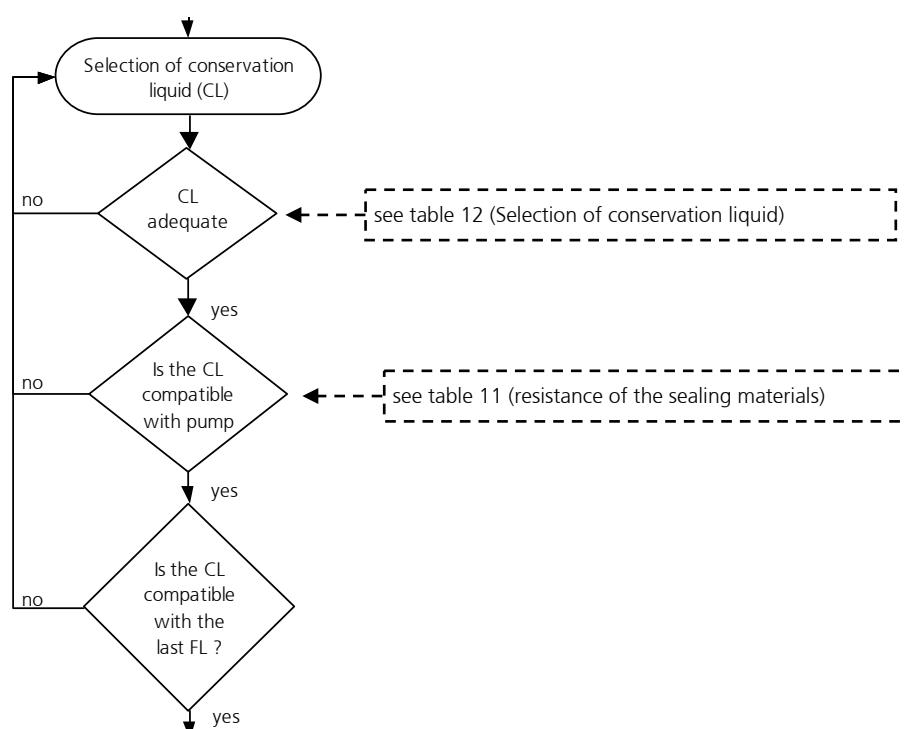 Selection of conservation
liquid (CL)
CL
adequate
no
see table 12 (Selection of conservation liquid)
yes
Is the CL
compatible
with pump
no
see table 11 (resistance of the sealing materials)
yes
Is the CL
compatible
with the
last FL ?
no
yes